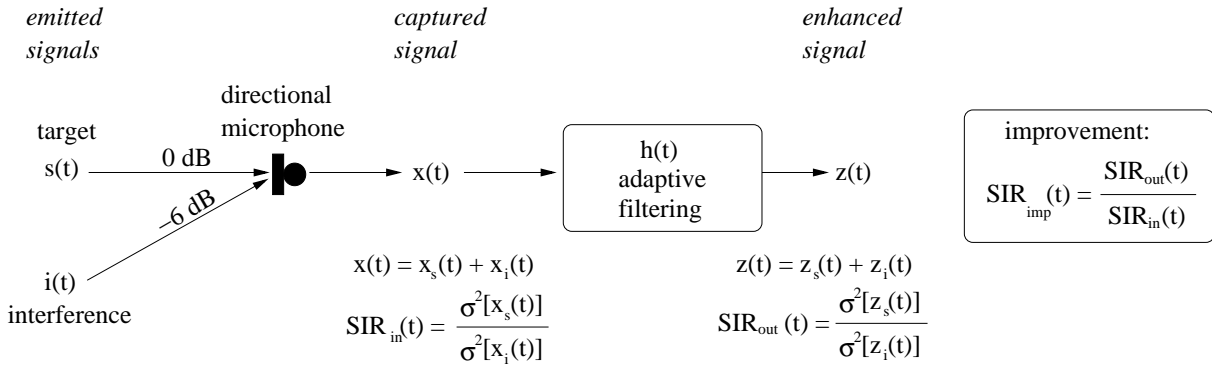 emitted
signals
captured
signal
enhanced
signal
directional
microphone
target
s(t)
0 dB
−6 dB
i(t)
interference
x(t)
h(t)
adaptive
filtering
z(t)
improvement:
SIR_imp(t) = SIR_out(t) / SIR_in(t)
x(t) = x_s(t) + x_i(t)
SIR_in(t) = σ²[x_s(t)] / σ²[x_i(t)]
z(t) = z_s(t) + z_i(t)
SIR_out (t) = σ²[z_s(t)] / σ²[z_i(t)]